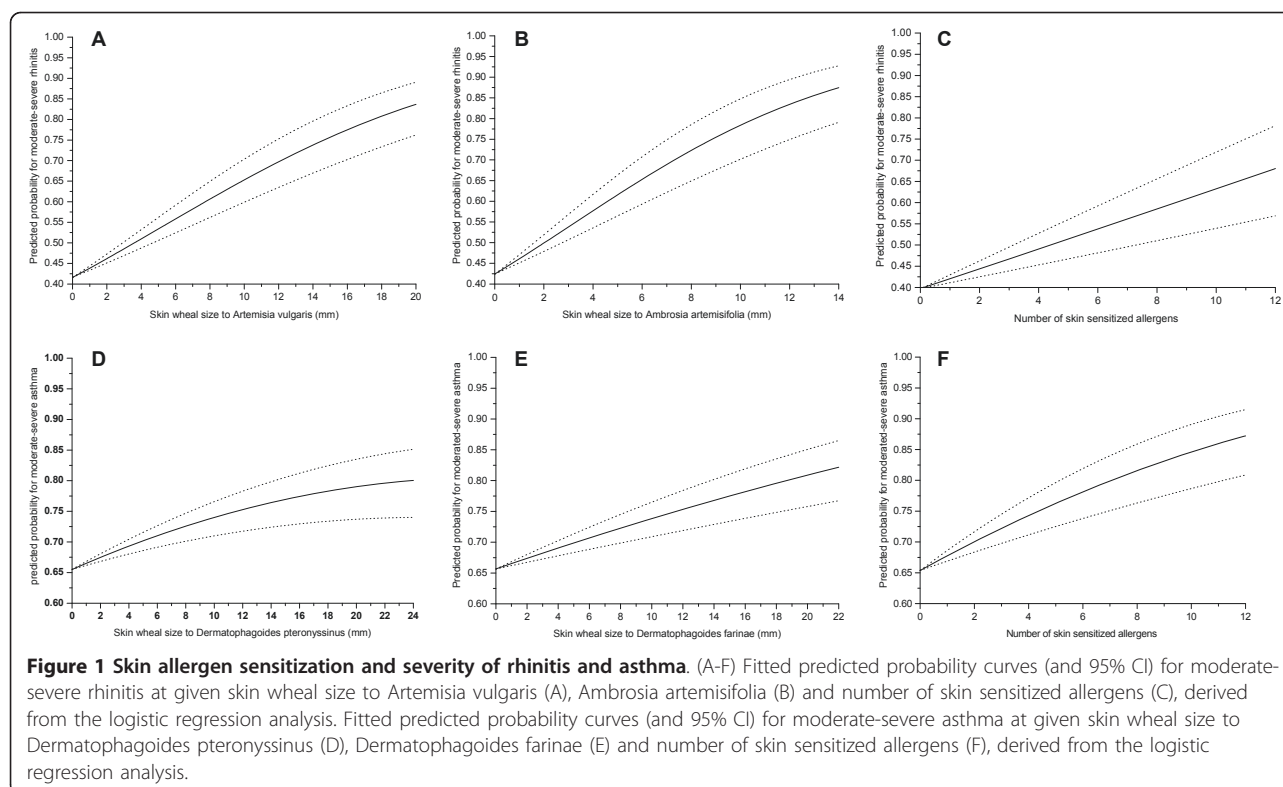 A
B
C
1.00
0.95
0.90
0.85
0.80
0.75
0.70
0.65
0.60
0.55
0.50
0.45
0.40
Predicted probability for moderate-severe rhinitis
0 2 4 6 8 10 12 14 16 18 20
Skin wheal size to Artemisia vulgaris (mm)
1.00
0.95
0.90
0.85
0.80
0.75
0.70
0.65
0.60
0.55
0.50
0.45
0.40
Predicted probability for moderate-severe rhinitis
0 2 4 6 8 10 12 14
Skin wheal size to Ambrosia artemisifolia (mm)
1.00
0.95
0.90
0.85
0.80
0.75
0.70
0.65
0.60
0.55
0.50
0.45
0.40
Predicted probability for moderate-severe rhinitis
0 2 4 6 8 10 12
Number of skin sensitized allergens
D
E
F
1.00
0.95
0.90
0.85
0.80
0.75
0.70
0.65
0.60
predicted probability for moderate-severe asthma
0 2 4 6 8 10 12 14 16 18 20 22 24
Skin wheal size to Dermatophagoides pteronyssinus (mm)
1.00
0.95
0.90
0.85
0.80
0.75
0.70
0.65
0.60
Predicted probability for moderate-severe asthma
0 2 4 6 8 10 12 14 16 18 20 22
Skin wheal size to Dermatophagoides farinae (mm)
1.00
0.95
0.90
0.85
0.80
0.75
0.70
0.65
0.60
Predicted probability for moderated-severe asthma
0 2 4 6 8 10 12
Number of skin sensitized allergens
Figure 1 Skin allergen sensitization and severity of rhinitis and asthma. (A-F) Fitted predicted probability curves (and 95% CI) for moderate-
severe rhinitis at given skin wheal size to Artemisia vulgaris (A), Ambrosia artemisifolia (B) and number of skin sensitized allergens (C), derived
from the logistic regression analysis. Fitted predicted probability curves (and 95% CI) for moderate-severe asthma at given skin wheal size to
Dermatophagoides pteronyssinus (D), Dermatophagoides farinae (E) and number of skin sensitized allergens (F), derived from the logistic
regression analysis.